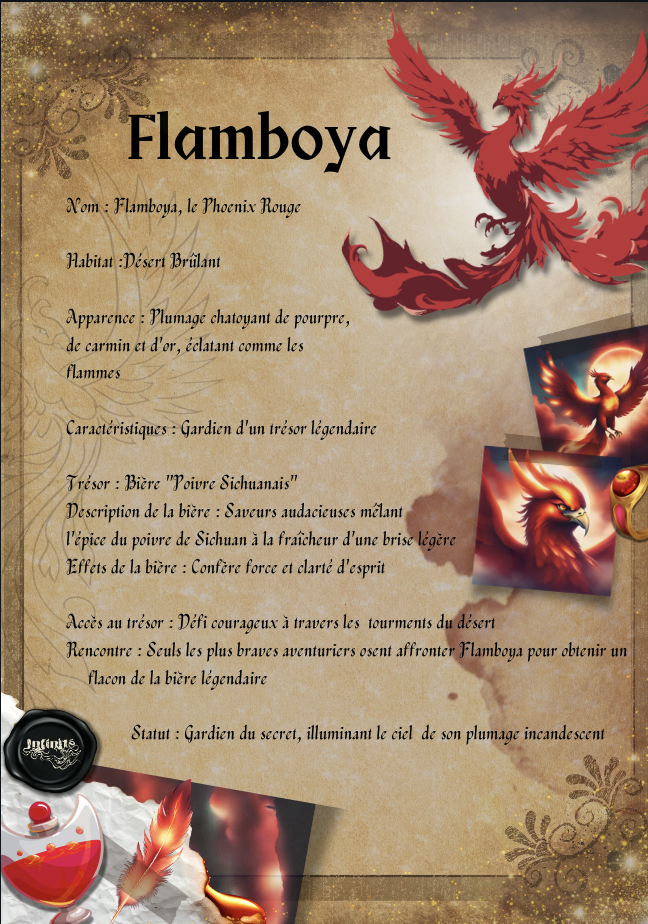 Flamboya
Nom : Flamboya, le Phoenix Rouge
Habitat :Désert Brûlant
Apparence : Plumage chatoyant de pourpre,
de carmin et d'or, éclatant comme les
flammes
Caractéristiques : Gardien d'un trésor légendaire
Trésor : Bière "Poivre Sichuanais"
Description de la bière : Saveurs audacieuses mêlant
l'épice du poivre de Sichuan à la fraîcheur d'une brise légère
Effets de la bière : Confère force et clarté d'esprit
Accès au trésor : Défi courageux à travers les tourments du désert
Rencontre : Seuls les plus braves aventuriers osent affronter Flamboya pour obtenir un
flacon de la bière légendaire
Statut : Gardien du secret, illuminant le ciel de son plumage incandescent